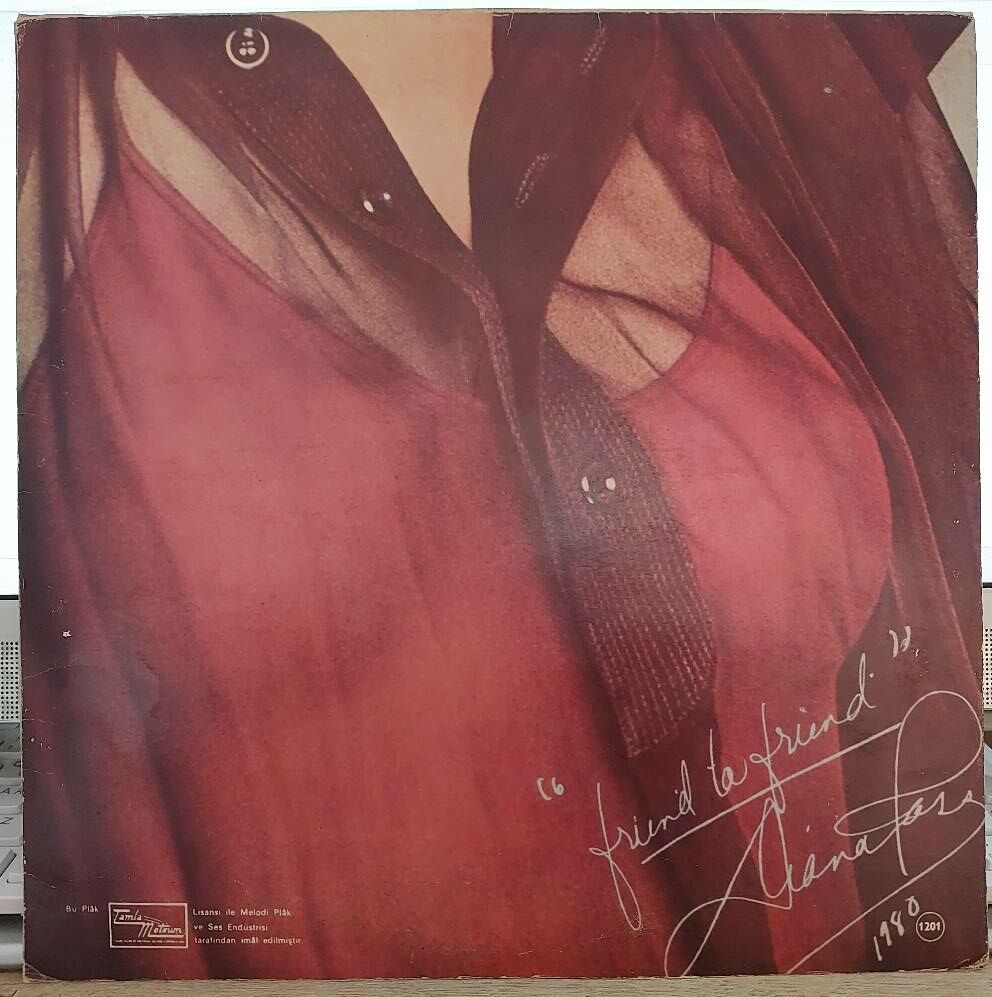 "friend to friend."
Diana Ross
1980
1201
Bu Plâk
Tamla
Motown
Lisansı ile Melodi Plâk
ve Ses Endüstrisi
tarafından imâl edilmiştir